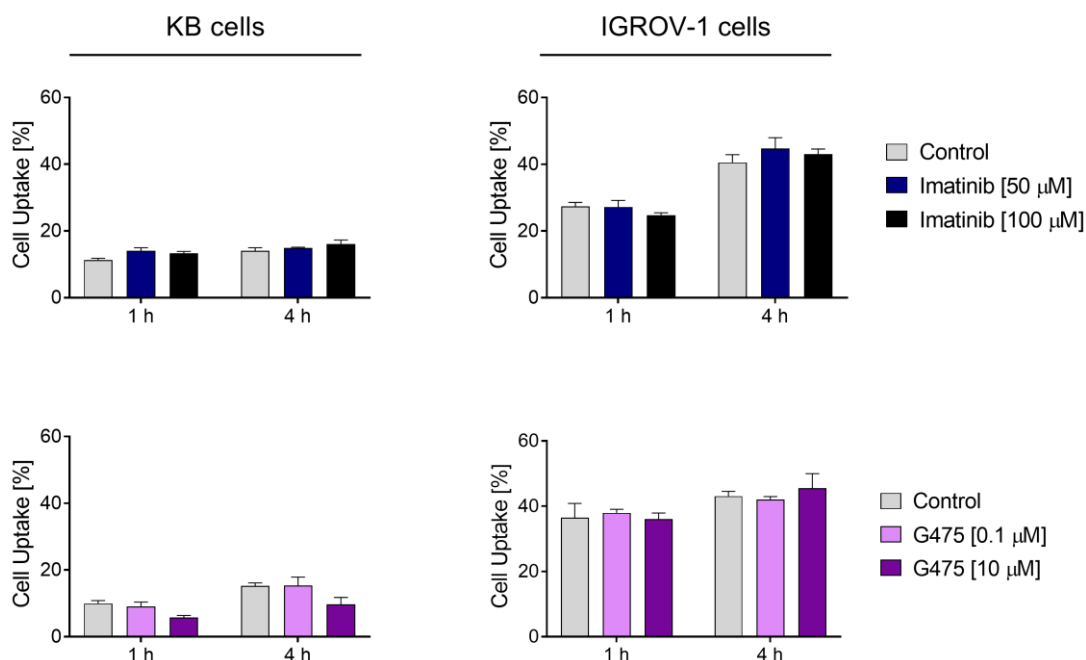 KB cells
IGROV-1 cells
Cell Uptake [%]
60
40
20
0
1 h
4 h
Cell Uptake [%]
60
40
20
0
1 h
4 h
Control
Imatinib [50 μM]
Imatinib [100 μM]
Cell Uptake [%]
60
40
20
0
1 h
4 h
Cell Uptake [%]
60
40
20
0
1 h
4 h
Control
G475 [0.1 μM]
G475 [10 μM]